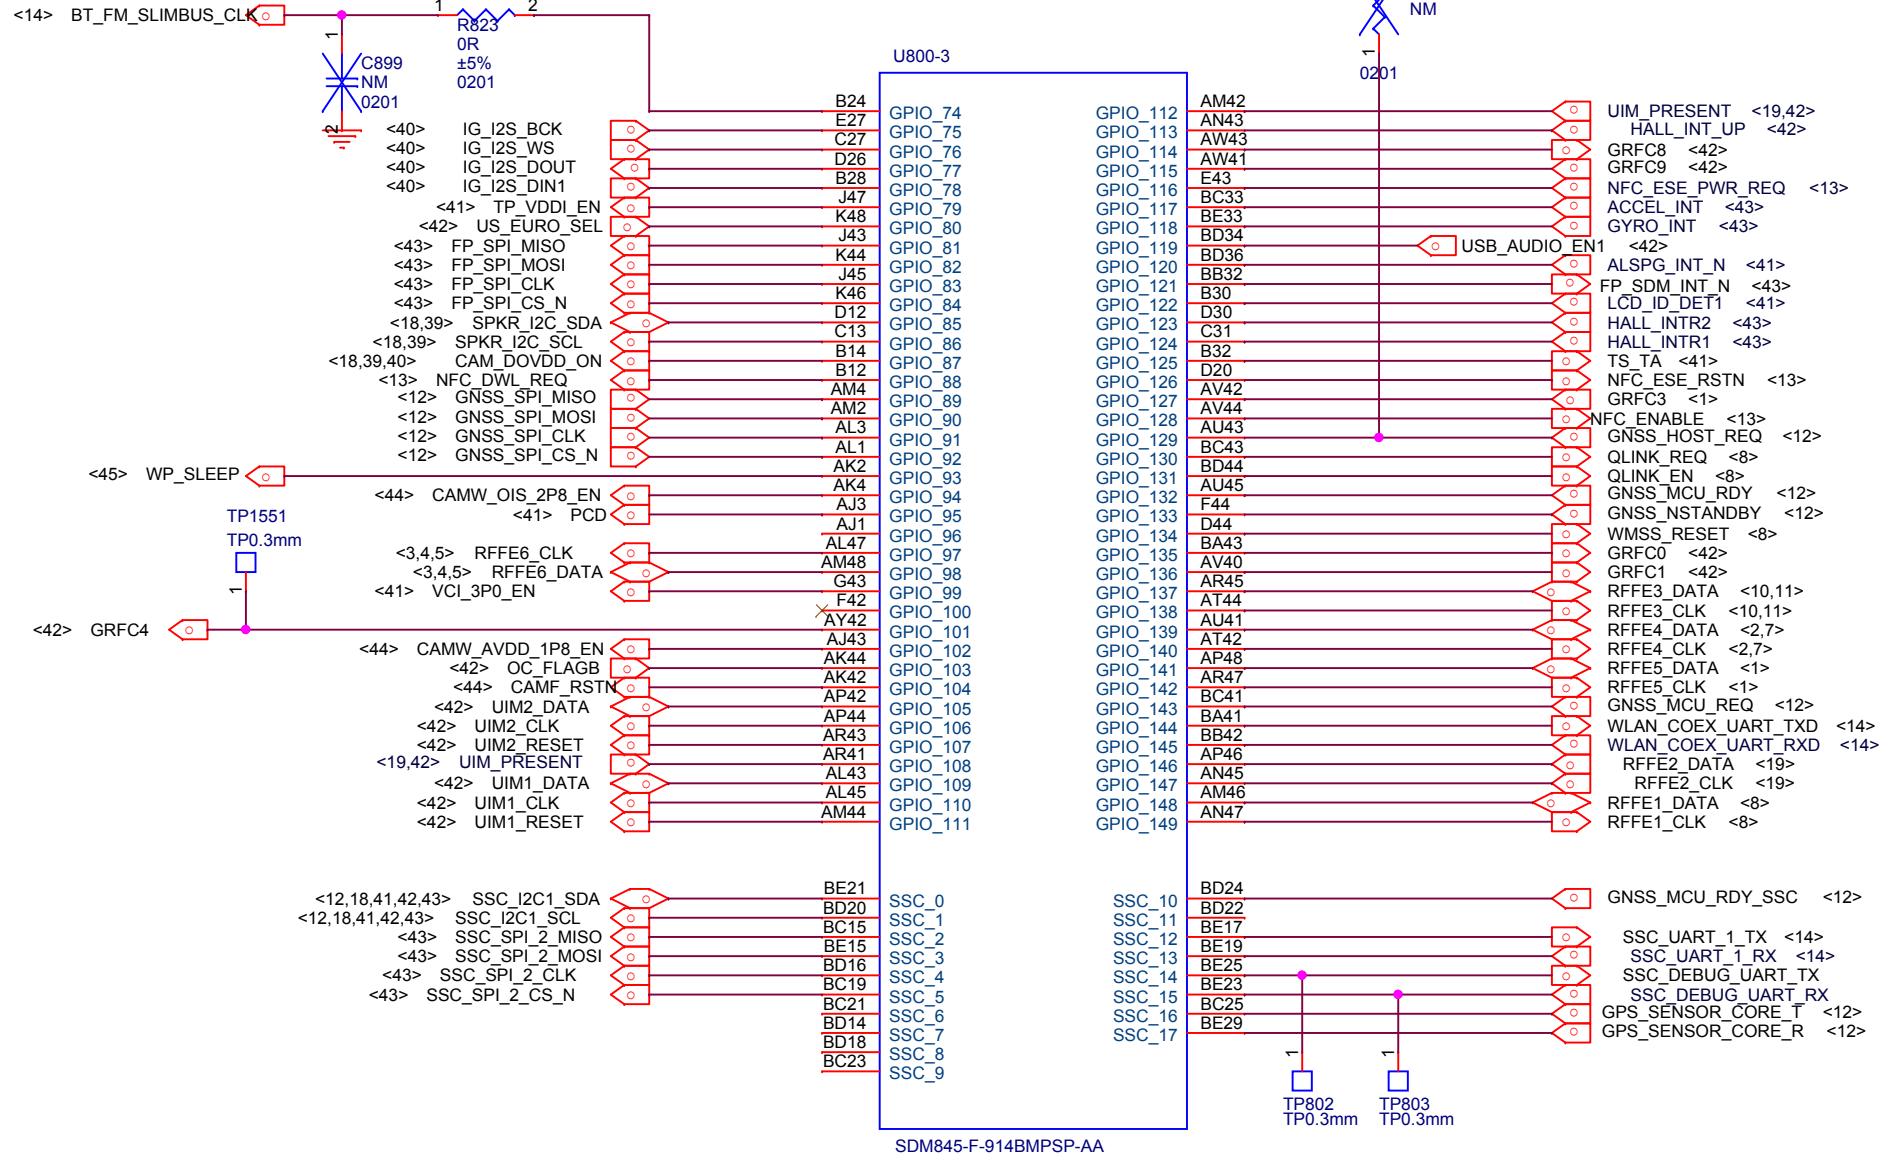 <14> BT_FM_SLIMBUS_CLK
1 2
R823
0R
±5%
0201
1
C899
NM
0201
2
NM
1
0201
U800-3
B24 GPIO_74 GPIO_112 AM42 UIM_PRESENT <19,42>
<40> IG_I2S_BCK E27 GPIO_75 GPIO_113 AN43 HALL_INT_UP <42>
<40> IG_I2S_WS C27 GPIO_76 GPIO_114 AW43 GRFC8 <42>
<40> IG_I2S_DOUT D26 GPIO_77 GPIO_115 AW41 GRFC9 <42>
<40> IG_I2S_DIN1 B28 GPIO_78 GPIO_116 E43 NFC_ESE_PWR_REQ <13>
<41> TP_VDDI_EN J47 GPIO_79 GPIO_117 BC33 ACCEL_INT <43>
<42> US_EURO_SEL K48 GPIO_80 GPIO_118 BE33 GYRO_INT <43>
<43> FP_SPI_MISO J43 GPIO_81 GPIO_119 BD34 USB_AUDIO_EN1 <42>
<43> FP_SPI_MOSI K44 GPIO_82 GPIO_120 BD36 ALSPG_INT_N <41>
<43> FP_SPI_CLK J45 GPIO_83 GPIO_121 BB32 FP_SDM_INT_N <43>
<43> FP_SPI_CS_N K46 GPIO_84 GPIO_122 B30 LCD_ID_DET1 <41>
<18,39> SPKR_I2C_SDA D12 GPIO_85 GPIO_123 D30 HALL_INTR2 <43>
<18,39> SPKR_I2C_SCL C13 GPIO_86 GPIO_124 C31 HALL_INTR1 <43>
<18,39,40> CAM_DOVDD_ON B14 GPIO_87 GPIO_125 B32 TS_TA <41>
<13> NFC_DWL_REQ B12 GPIO_88 GPIO_126 D20 NFC_ESE_RSTN <13>
<12> GNSS_SPI_MISO AM4 GPIO_89 GPIO_127 AV42 GRFC3 <1>
<12> GNSS_SPI_MOSI AM2 GPIO_90 GPIO_128 AV44 NFC_ENABLE <13>
<12> GNSS_SPI_CLK AL3 GPIO_91 GPIO_129 AU43 GNSS_HOST_REQ <12>
<12> GNSS_SPI_CS_N AL1 GPIO_92 GPIO_130 BC43 QLINK_REQ <8>
<45> WP_SLEEP AK2 GPIO_93 GPIO_131 BD44 QLINK_EN <8>
<44> CAMW_OIS_2P8_EN AK4 GPIO_94 GPIO_132 AU45 GNSS_MCU_RDY <12>
<41> PCD AJ3 GPIO_95 GPIO_133 F44 GNSS_NSTANDBY <12>
TP1551
TP0.3mm
1
AJ1 GPIO_96 GPIO_134 D44 WMSS_RESET <8>
<3,4,5> RFFE6_CLK AL47 GPIO_97 GPIO_135 BA43 GRFC0 <42>
<3,4,5> RFFE6_DATA AM48 GPIO_98 GPIO_136 AV40 GRFC1 <42>
<41> VCI_3P0_EN G43 GPIO_99 GPIO_137 AR45 RFFE3_DATA <10,11>
F42 GPIO_100 GPIO_138 AT44 RFFE3_CLK <10,11>
<42> GRFC4 AY42 GPIO_101 GPIO_139 AU41 RFFE4_DATA <2,7>
<44> CAMW_AVDD_1P8_EN AJ43 GPIO_102 GPIO_140 AT42 RFFE4_CLK <2,7>
<42> OC_FLAGB AK44 GPIO_103 GPIO_141 AP48 RFFE5_DATA <1>
<44> CAMF_RSTN AK42 GPIO_104 GPIO_142 AR47 RFFE5_CLK <1>
<42> UIM2_DATA AP42 GPIO_105 GPIO_143 BC41 GNSS_MCU_REQ <12>
<42> UIM2_CLK AP44 GPIO_106 GPIO_144 BA41 WLAN_COEX_UART_TXD <14>
<42> UIM2_RESET AR43 GPIO_107 GPIO_145 BB42 WLAN_COEX_UART_RXD <14>
<19,42> UIM_PRESENT AR41 GPIO_108 GPIO_146 AP46 RFFE2_DATA <19>
<42> UIM1_DATA AL43 GPIO_109 GPIO_147 AN45 RFFE2_CLK <19>
<42> UIM1_CLK AL45 GPIO_110 GPIO_148 AM46 RFFE1_DATA <8>
<42> UIM1_RESET AM44 GPIO_111 GPIO_149 AN47 RFFE1_CLK <8>
<12,18,41,42,43> SSC_I2C1_SDA BE21 SSC_0 SSC_10 BD24 GNSS_MCU_RDY_SSC <12>
<12,18,41,42,43> SSC_I2C1_SCL BD20 SSC_1 SSC_11 BD22
<43> SSC_SPI_2_MISO BC15 SSC_2 SSC_12 BE17 SSC_UART_1_TX <14>
<43> SSC_SPI_2_MOSI BE15 SSC_3 SSC_13 BE19 SSC_UART_1_RX <14>
<43> SSC_SPI_2_CLK BD16 SSC_4 SSC_14 BE25 SSC_DEBUG_UART_TX
<43> SSC_SPI_2_CS_N BC19 SSC_5 SSC_15 BE23 SSC_DEBUG_UART_RX
BC21 SSC_6 SSC_16 BC25 GPS_SENSOR_CORE_T <12>
BD14 SSC_7 SSC_17 BE29 GPS_SENSOR_CORE_R <12>
BD18 SSC_8
BC23 SSC_9
1 1
TP802 TP803
TP0.3mm TP0.3mm
SDM845-F-914BMPSP-AA